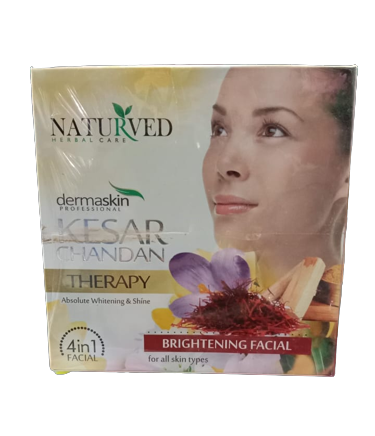 NATURVED
HERBAL CARE
dermaskin
PROFESSIONAL
KESAR
CHANDAN
THERAPY
Absolute Whitening & Shine
4in1
FACIAL
BRIGHTENING FACIAL
for all skin types